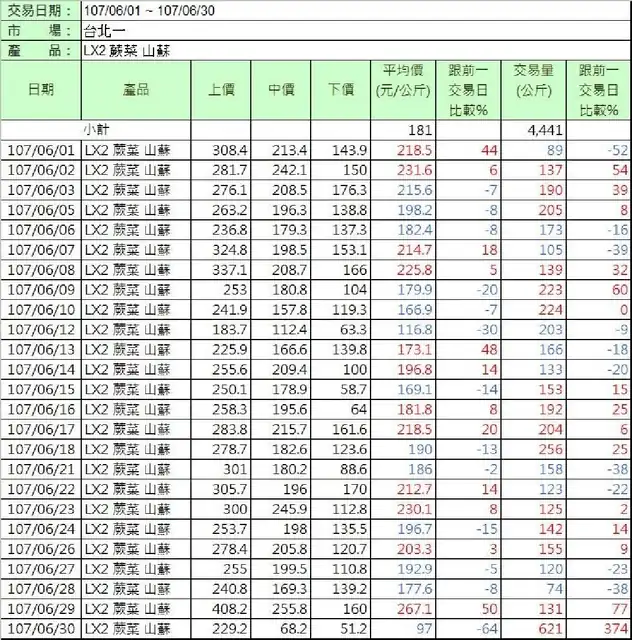 交易日期： 107/06/01 ~ 107/06/30
市 場： 台北一
產 品： LX2 蕨菜 山蘇
日期 產品 上價 中價 下價 平均價(元/公斤) 跟前一交易日比較% 交易量(公斤) 跟前一交易日比較%
小計 181 4,441
107/06/01 LX2 蕨菜 山蘇 308.4 213.4 143.9 218.5 44 89 -52
107/06/02 LX2 蕨菜 山蘇 281.7 242.1 150 231.6 6 137 54
107/06/03 LX2 蕨菜 山蘇 276.1 208.5 176.3 215.6 -7 190 39
107/06/05 LX2 蕨菜 山蘇 263.2 196.3 138.8 198.2 -8 205 8
107/06/06 LX2 蕨菜 山蘇 236.8 179.3 137.3 182.4 -8 173 -16
107/06/07 LX2 蕨菜 山蘇 324.8 198.5 153.1 214.7 18 105 -39
107/06/08 LX2 蕨菜 山蘇 337.1 208.7 166 225.8 5 139 32
107/06/09 LX2 蕨菜 山蘇 253 180.8 104 179.9 -20 223 60
107/06/10 LX2 蕨菜 山蘇 241.9 157.8 119.3 166.9 -7 224 0
107/06/12 LX2 蕨菜 山蘇 183.7 112.4 63.3 116.8 -30 203 -9
107/06/13 LX2 蕨菜 山蘇 225.9 166.6 139.8 173.1 48 166 -18
107/06/14 LX2 蕨菜 山蘇 255.6 209.4 100 196.8 14 133 -20
107/06/15 LX2 蕨菜 山蘇 250.1 178.9 58.7 169.1 -14 153 15
107/06/16 LX2 蕨菜 山蘇 258.3 195.6 64 181.8 8 192 25
107/06/17 LX2 蕨菜 山蘇 283.8 215.7 161.6 218.5 20 204 6
107/06/18 LX2 蕨菜 山蘇 278.7 182.6 123.6 190 -13 256 25
107/06/21 LX2 蕨菜 山蘇 301 180.2 88.6 186 -2 158 -38
107/06/22 LX2 蕨菜 山蘇 305.7 196 170 212.7 14 123 -22
107/06/23 LX2 蕨菜 山蘇 300 245.9 112.8 230.1 8 125 2
107/06/24 LX2 蕨菜 山蘇 253.7 198 135.5 196.7 -15 142 14
107/06/26 LX2 蕨菜 山蘇 278.4 205.8 120.7 203.3 3 155 9
107/06/27 LX2 蕨菜 山蘇 255 199.5 110.8 192.9 -5 120 -23
107/06/28 LX2 蕨菜 山蘇 240.8 169.3 139.2 177.6 -8 74 -38
107/06/29 LX2 蕨菜 山蘇 408.2 255.8 160 267.1 50 131 77
107/06/30 LX2 蕨菜 山蘇 229.2 68.2 51.2 97 -64 621 374